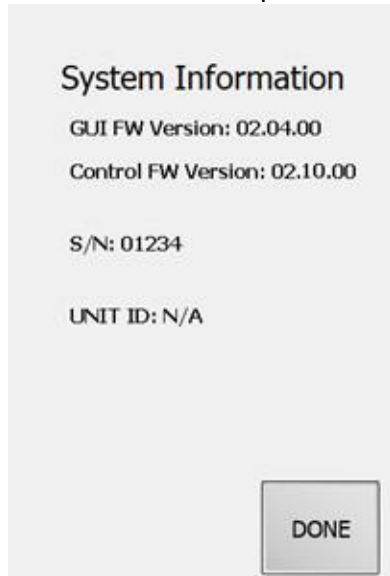 System Information
GUI FW Version: 02.04.00
Control FW Version: 02.10.00
S/N: 01234
UNIT ID: N/A
DONE